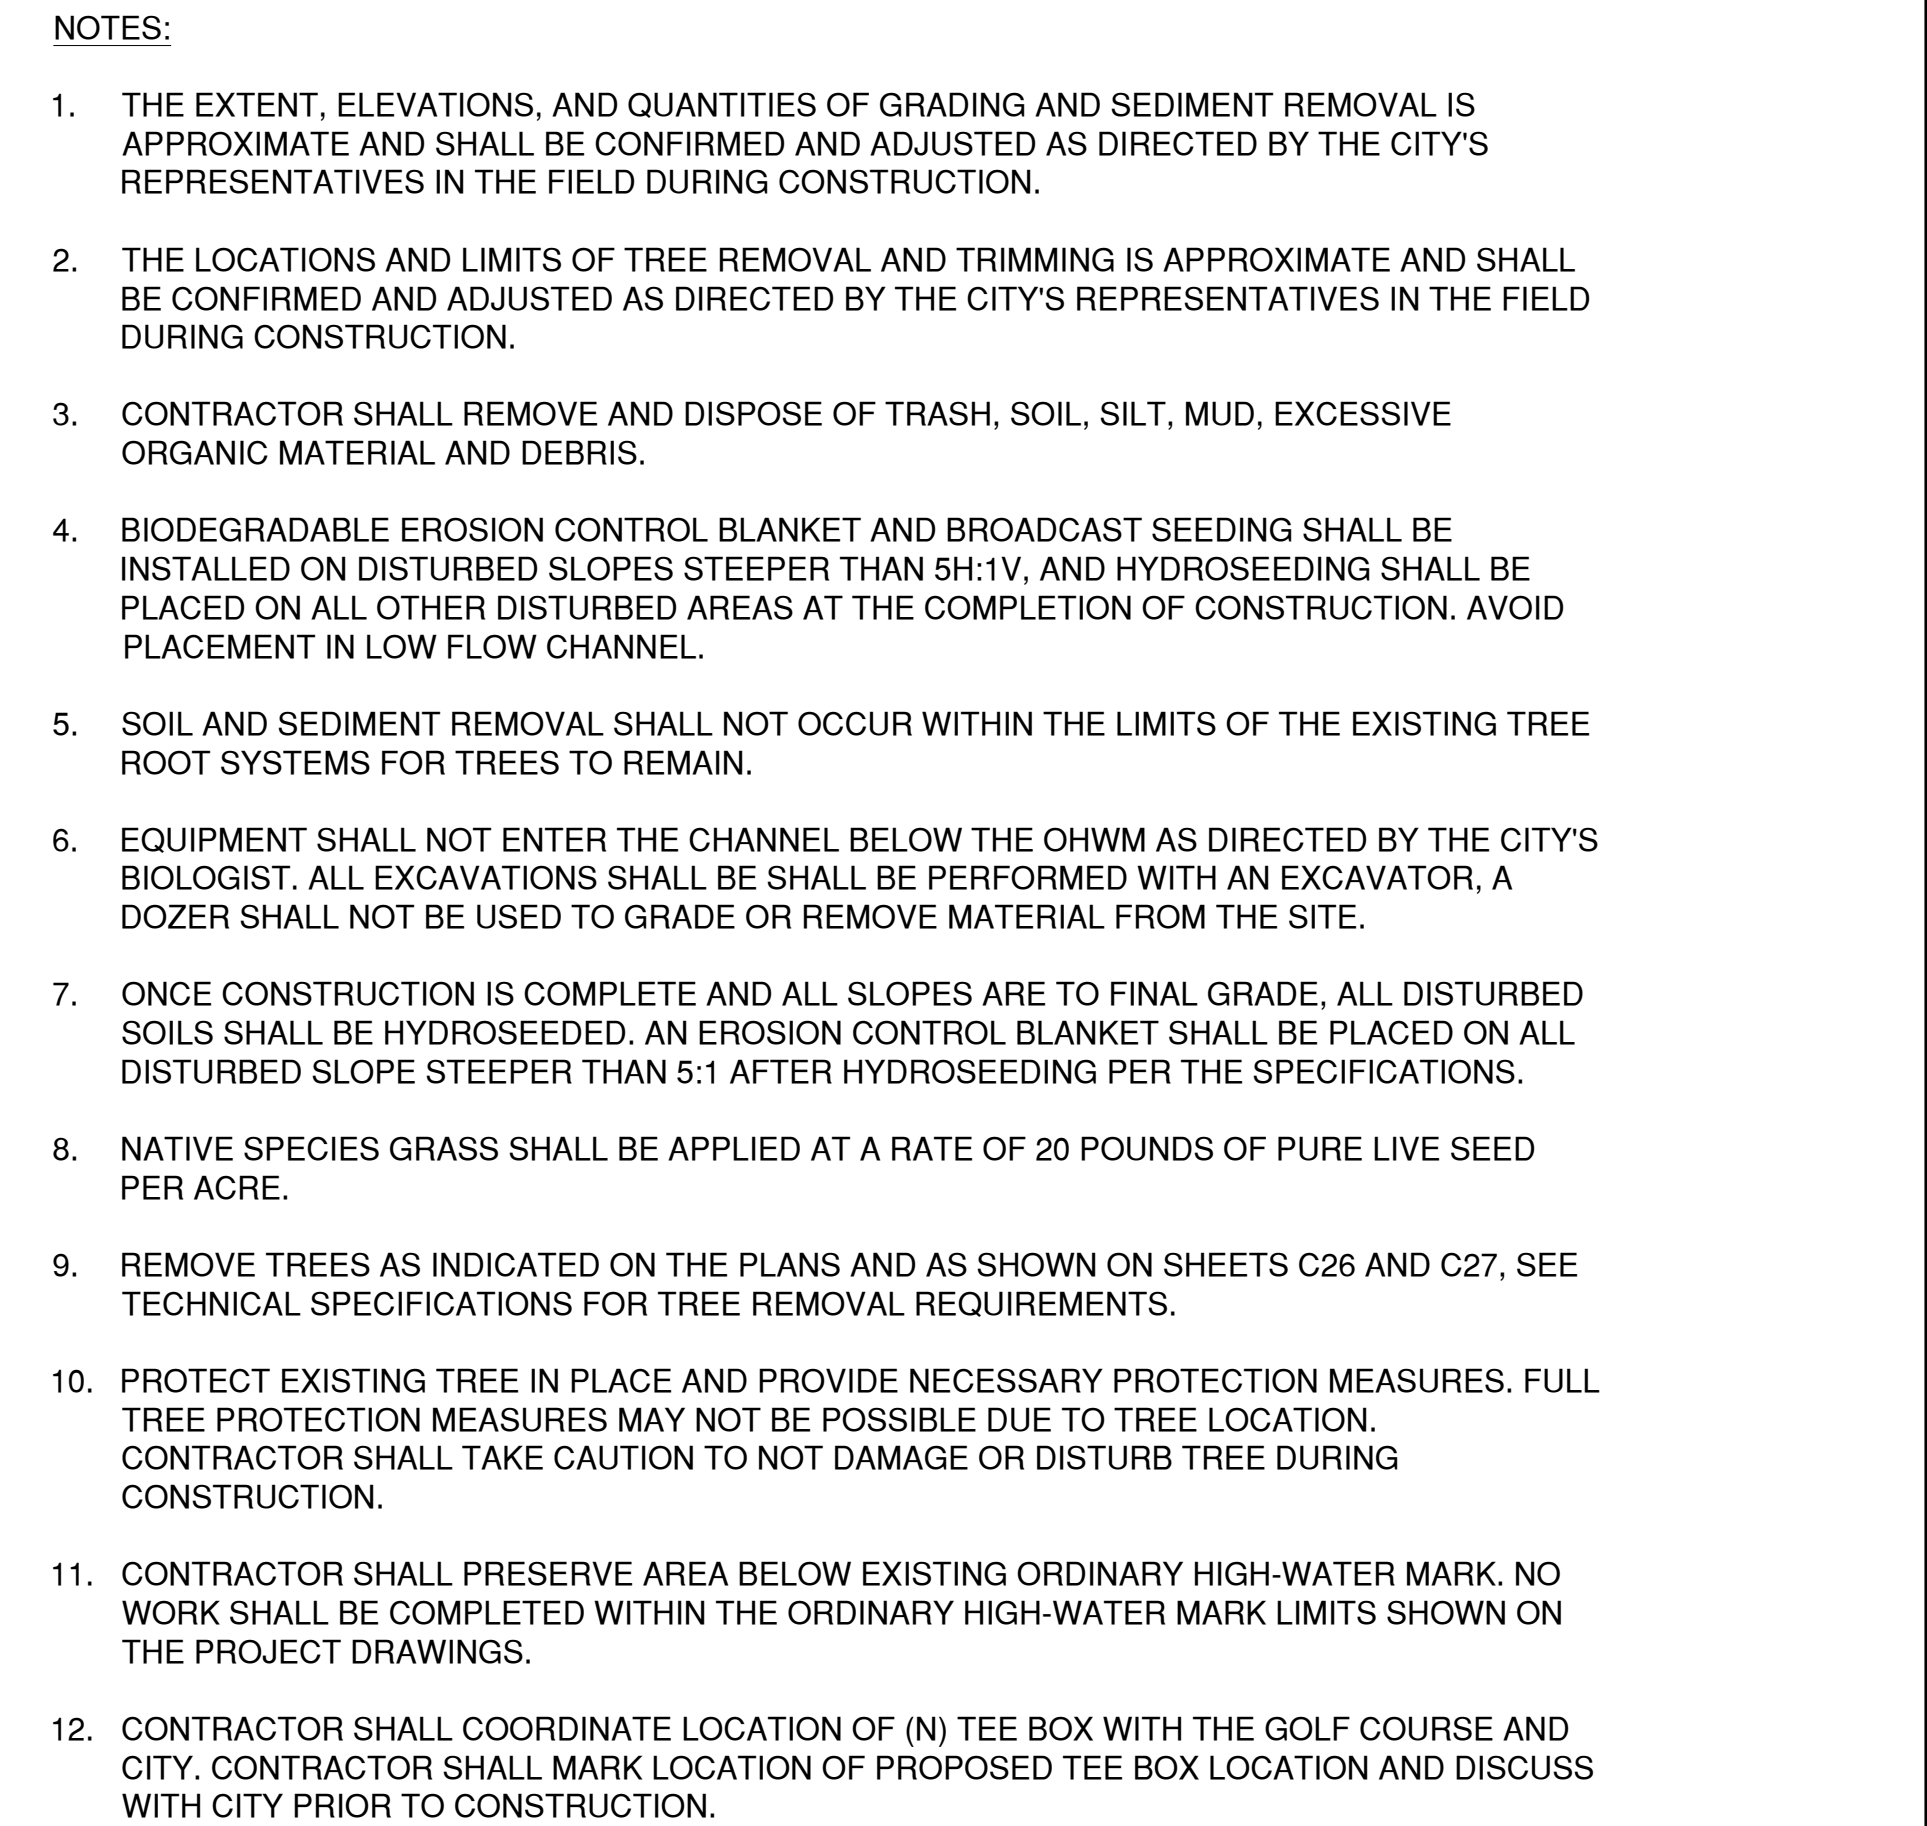 NOTES:
1. THE EXTENT, ELEVATIONS, AND QUANTITIES OF GRADING AND SEDIMENT REMOVAL IS
APPROXIMATE AND SHALL BE CONFIRMED AND ADJUSTED AS DIRECTED BY THE CITY'S
REPRESENTATIVES IN THE FIELD DURING CONSTRUCTION.
2. THE LOCATIONS AND LIMITS OF TREE REMOVAL AND TRIMMING IS APPROXIMATE AND SHALL
BE CONFIRMED AND ADJUSTED AS DIRECTED BY THE CITY'S REPRESENTATIVES IN THE FIELD
DURING CONSTRUCTION.
3. CONTRACTOR SHALL REMOVE AND DISPOSE OF TRASH, SOIL, SILT, MUD, EXCESSIVE
ORGANIC MATERIAL AND DEBRIS.
4. BIODEGRADABLE EROSION CONTROL BLANKET AND BROADCAST SEEDING SHALL BE
INSTALLED ON DISTURBED SLOPES STEEPER THAN 5H:1V, AND HYDROSEEDING SHALL BE
PLACED ON ALL OTHER DISTURBED AREAS AT THE COMPLETION OF CONSTRUCTION. AVOID
PLACEMENT IN LOW FLOW CHANNEL.
5. SOIL AND SEDIMENT REMOVAL SHALL NOT OCCUR WITHIN THE LIMITS OF THE EXISTING TREE
ROOT SYSTEMS FOR TREES TO REMAIN.
6. EQUIPMENT SHALL NOT ENTER THE CHANNEL BELOW THE OHWM AS DIRECTED BY THE CITY'S
BIOLOGIST. ALL EXCAVATIONS SHALL BE SHALL BE PERFORMED WITH AN EXCAVATOR, A
DOZER SHALL NOT BE USED TO GRADE OR REMOVE MATERIAL FROM THE SITE.
7. ONCE CONSTRUCTION IS COMPLETE AND ALL SLOPES ARE TO FINAL GRADE, ALL DISTURBED
SOILS SHALL BE HYDROSEEDED. AN EROSION CONTROL BLANKET SHALL BE PLACED ON ALL
DISTURBED SLOPE STEEPER THAN 5:1 AFTER HYDROSEEDING PER THE SPECIFICATIONS.
8. NATIVE SPECIES GRASS SHALL BE APPLIED AT A RATE OF 20 POUNDS OF PURE LIVE SEED
PER ACRE.
9. REMOVE TREES AS INDICATED ON THE PLANS AND AS SHOWN ON SHEETS C26 AND C27, SEE
TECHNICAL SPECIFICATIONS FOR TREE REMOVAL REQUIREMENTS.
10. PROTECT EXISTING TREE IN PLACE AND PROVIDE NECESSARY PROTECTION MEASURES. FULL
TREE PROTECTION MEASURES MAY NOT BE POSSIBLE DUE TO TREE LOCATION.
CONTRACTOR SHALL TAKE CAUTION TO NOT DAMAGE OR DISTURB TREE DURING
CONSTRUCTION.
11. CONTRACTOR SHALL PRESERVE AREA BELOW EXISTING ORDINARY HIGH-WATER MARK. NO
WORK SHALL BE COMPLETED WITHIN THE ORDINARY HIGH-WATER MARK LIMITS SHOWN ON
THE PROJECT DRAWINGS.
12. CONTRACTOR SHALL COORDINATE LOCATION OF (N) TEE BOX WITH THE GOLF COURSE AND
CITY. CONTRACTOR SHALL MARK LOCATION OF PROPOSED TEE BOX LOCATION AND DISCUSS
WITH CITY PRIOR TO CONSTRUCTION.